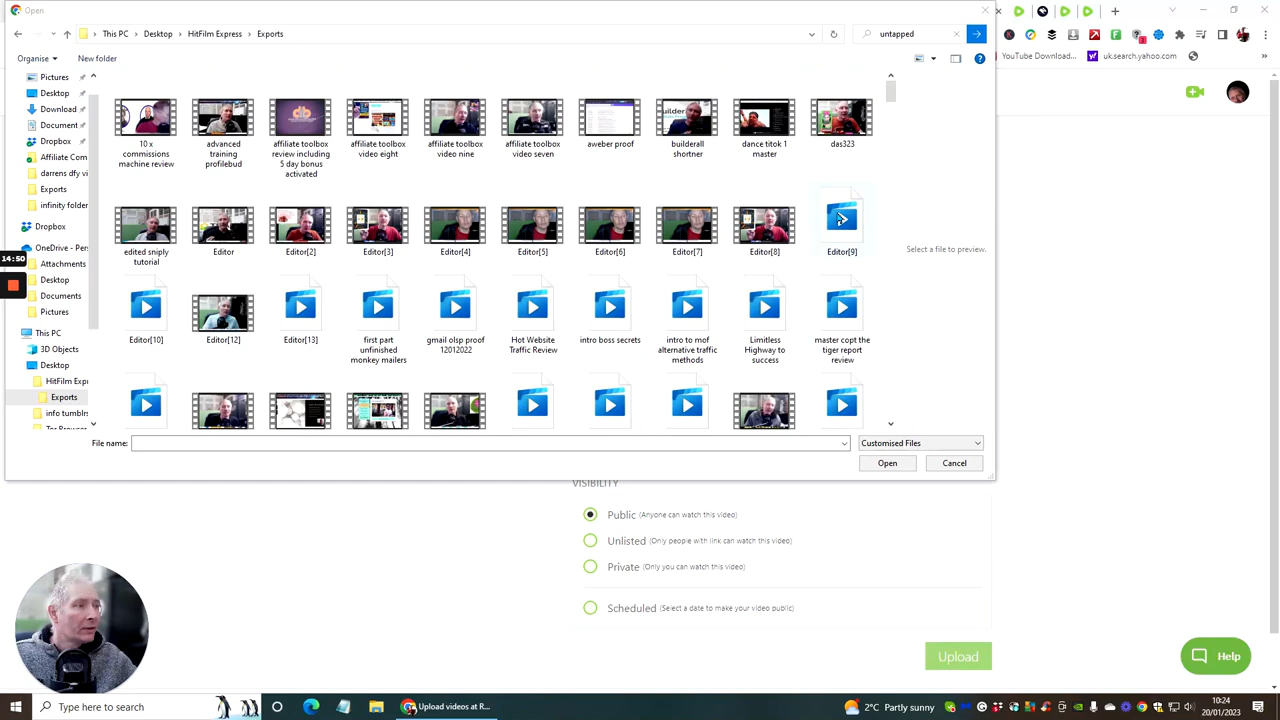 Open
This PC > Desktop > HitFilm Express > Exports
untapped
YouTube Download...
uk.search.yahoo.com
Organise
New folder
Pictures
Desktop
Download
Document
Dropbox
Affiliate Com
darrens dfy vi
Exports
infinity folder
Dropbox
OneDrive - Pers
Attachments
Desktop
Documents
Pictures
This PC
3D Objects
Desktop
HitFilm Expr
Exports
info tumblrs
Tor Browser
10 x
commissions
machine review
advanced
training
profilebud
affiliate toolbox
review including
5 day bonus
activated
affiliate toolbox
video eight
affiliate toolbox
video nine
affiliate toolbox
video seven
aweber proof
builderall
shortner
dance titok 1
master
das323
edited sniply
tutorial
Editor
Editor[2]
Editor[3]
Editor[4]
Editor[5]
Editor[6]
Editor[7]
Editor[8]
Editor[9]
Select a file to preview.
14:50
Editor[10]
Editor[12]
Editor[13]
first part
unfinished
monkey mailers
gmail olsp proof
12012022
Hot Website
Traffic Review
intro boss secrets
intro to mof
alternative traffic
methods
Limitless
Highway to
success
master copt the
tiger report
review
File name:
Customised Files
Open
Cancel
VISIBILITY
Public (Anyone can watch this video)
Unlisted (Only people with link can watch this video)
Private (Only you can watch this video)
Scheduled (Select a date to make your video public)
Upload
Help
Type here to search
Upload videos at R...
2°C Partly sunny
10:24
20/01/2023